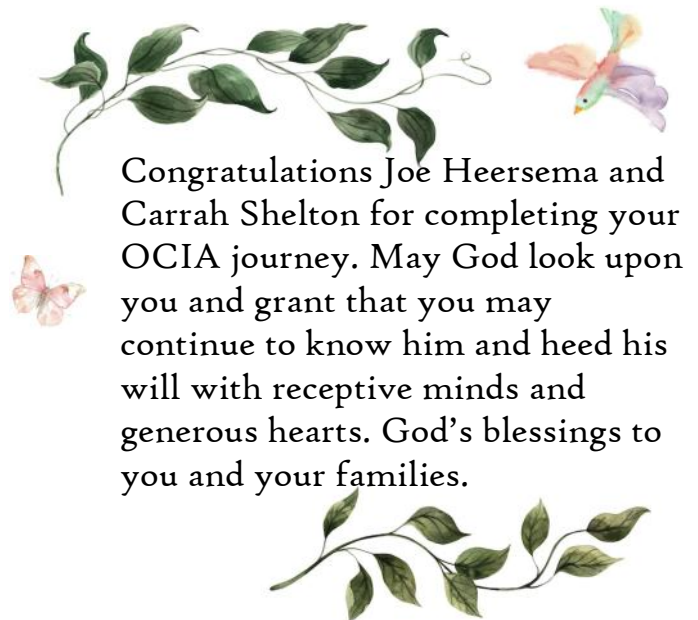 Congratulations Joe Heersema and
Carrah Shelton for completing your
OCIA journey. May God look upon
you and grant that you may
continue to know him and heed his
will with receptive minds and
generous hearts. God’s blessings to
you and your families.